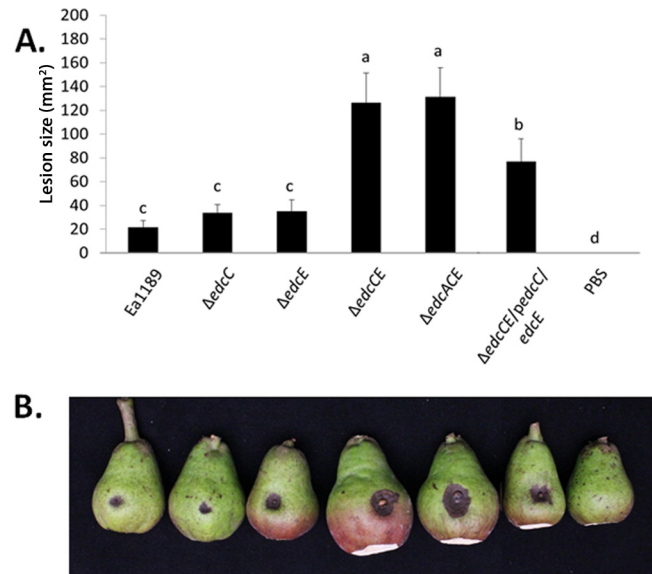 A.
Lesion size (mm²)
200
180
160
140
120
100
80
60
40
20
0
c
c
c
a
a
b
d
Ea1189
ΔedcC
ΔedcE
ΔedcCE
ΔedcACE
ΔedcCE/pedcC/
edcE
PBS
B.